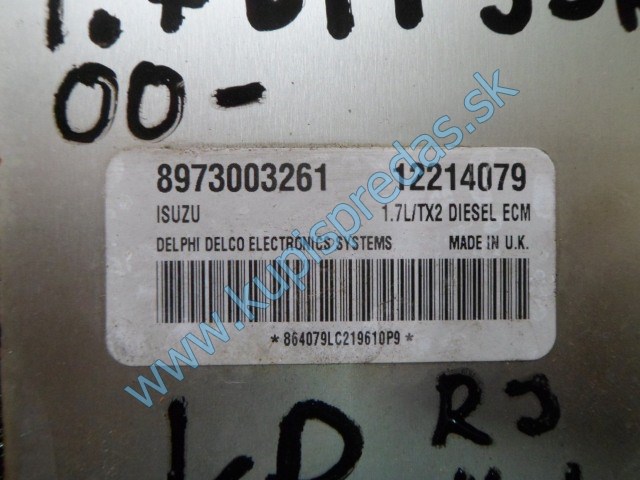 00-
8973003261 12214079
ISUZU 1.7L/TX2 DIESEL ECM
DELPHI DELCO ELECTRONICS SYSTEMS MADE IN U.K.
*864079LC219610P9*
www.kupispredas.sk
RJ